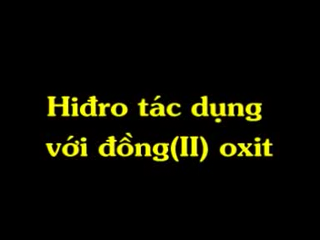 Hiđro tác dụng
với đồng(II) oxit